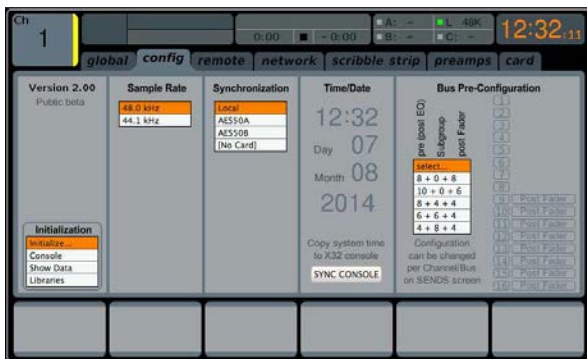 Ch
1
0:00 - 0:00
A: - L 48K
B: - C: -
12:32:11
global config remote network scribble strip preamps card
Version 2.00
Public beta
Initialization
Initialize...
Console
Show Data
Libraries
Sample Rate
48.0 kHz
44.1 kHz
Synchronization
Local
AES50A
AES50B
[No Card]
Time/Date
12:32
Day 07
Month 08
2014
Copy system time
to X32 console
SYNC CONSOLE
Bus Pre-Configuration
pre (post EQ)
Subgroup
post Fader
select...
8 + 0 + 8
10 + 0 + 6
8 + 4 + 4
6 + 6 + 4
4 + 8 + 4
Configuration
can be changed
per Channel/Bus
on SENDS screen
1
2
3
4
5
6
7
8
9 Post Fader
10 Post Fader
11 Post Fader
12 Post Fader
13 Post Fader
14 Post Fader
15 Post Fader
16 Post Fader